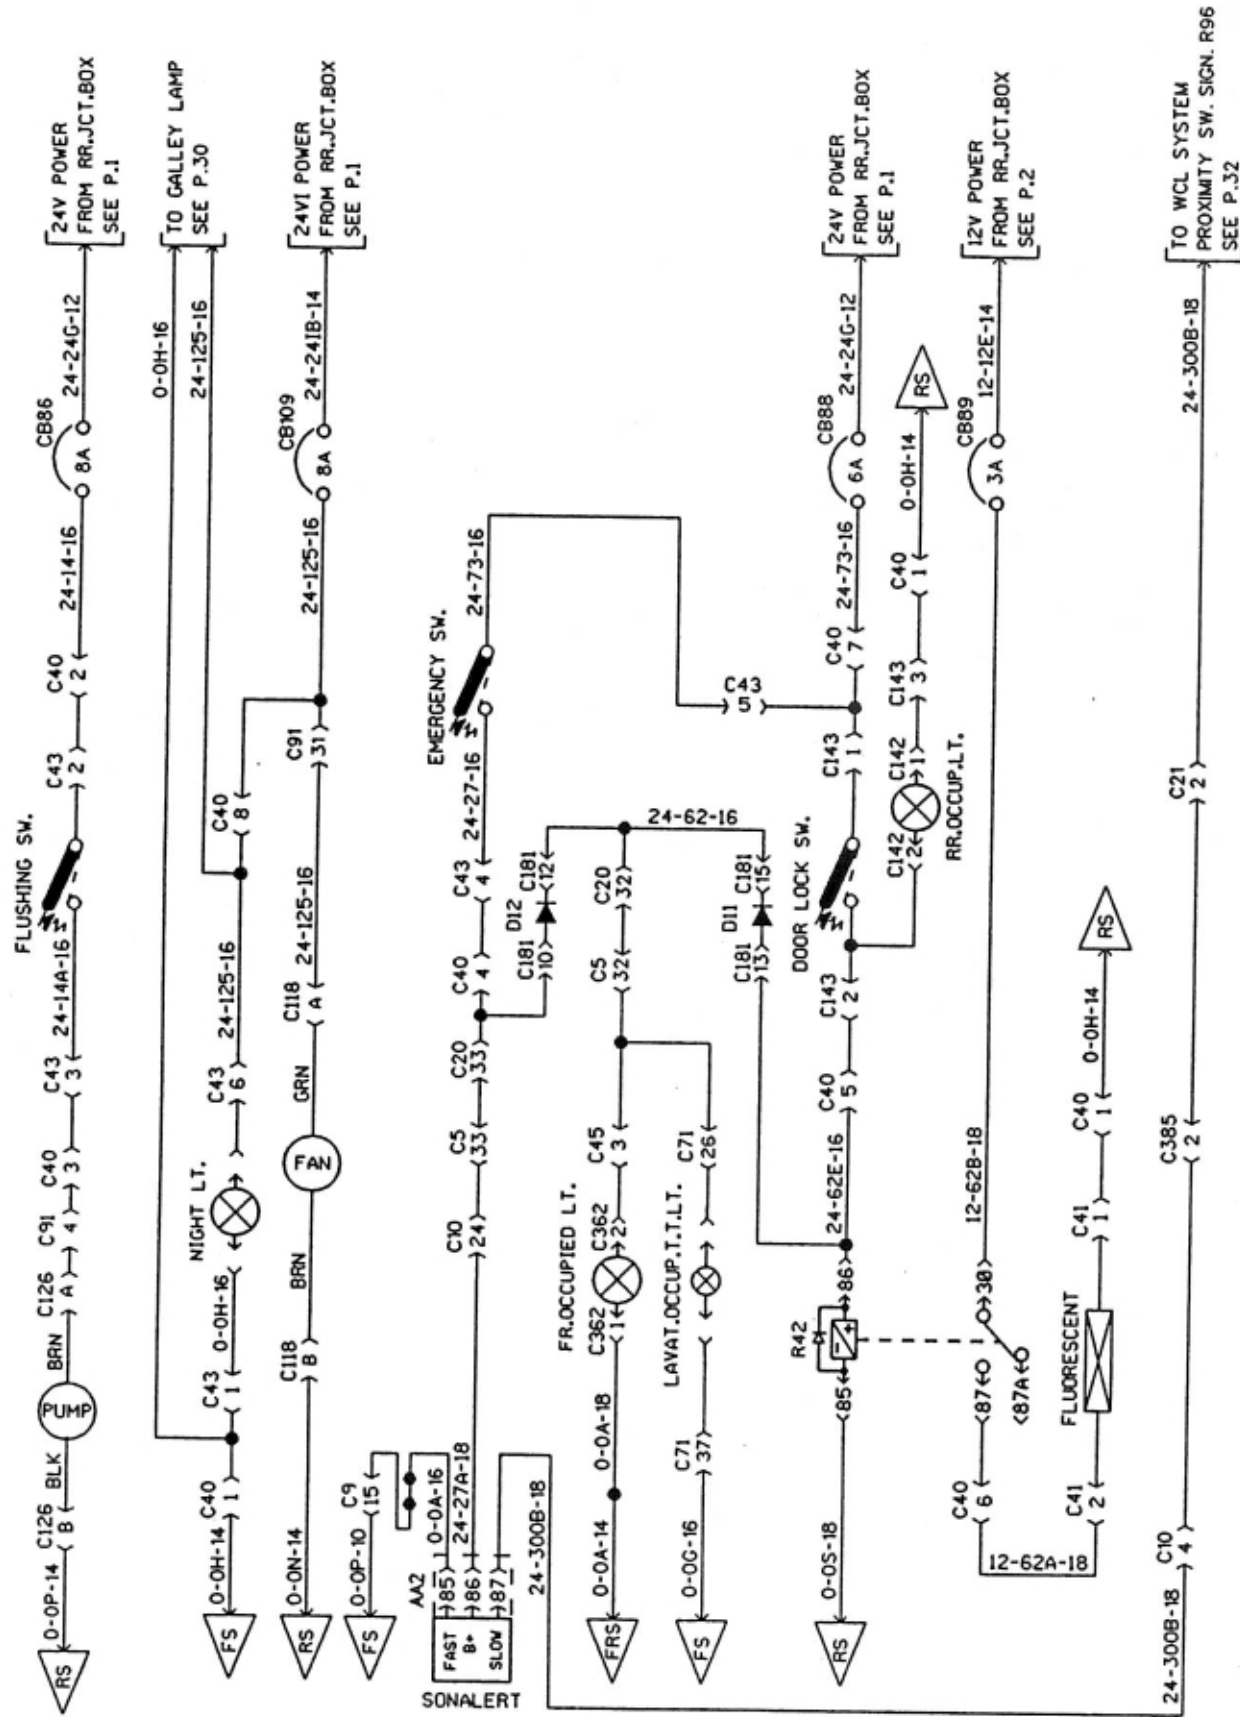 24V POWER
FROM RR.JCT.BOX
SEE P.1
24-24G-12
CB86
8A
24-14-16
C40
2
C43
2
FLUSHING SW.
24-14A-16
C43
3
C40
3
C91
4
C126
A
BRN
PUMP
BLK
C126
B
0-0P-14
RS
TO GALLEY LAMP
SEE P.30
0-0H-16
24-125-16
C40
8
24-125-16
C43
6
NIGHT LT.
0-0H-16
C43
1
C40
1
0-0H-14
FS
24VI POWER
FROM RR.JCT.BOX
SEE P.1
24-24IB-14
CB109
8A
24-125-16
C91
31
24-125-16
C118
A
GRN
FAN
BRN
C118
B
0-0N-14
RS
EMERGENCY SW.
24-73-16
24-27-16
C43
4
C40
4
C20
33
C5
33
C10
24
24-27A-18
C9
15
0-0P-10
FS
0-0A-16
AA2
85
86
87
FAST
B+
SLOW
SONALERT
24-300B-18
C43
5
D12
C181
12
C181
10
24-62-16
C20
32
C5
32
D11
C181
15
C181
13
C45
3
FR.OCCUPIED LT.
C362
2
C362
1
0-0A-18
0-0A-14
FRS
C71
26
LAVAT.OCCUP.T.T.LT.
C71
37
0-0G-16
FS
24V POWER
FROM RR.JCT.BOX
SEE P.1
24-24G-12
CB88
6A
24-73-16
C40
7
C143
1
DOOR LOCK SW.
C143
2
C40
5
24-62E-16
86
R42
85
0-0S-18
RS
RS
0-0H-14
C40
1
C143
3
C142
1
RR.OCCUP.LT.
C142
2
12V POWER
FROM RR.JCT.BOX
SEE P.2
12-12E-14
CB89
3A
12-62B-18
30
87
87A
C40
6
12-62A-18
C41
2
FLUORESCENT
C41
1
C40
1
0-0H-14
RS
TO WCL SYSTEM
PROXIMITY SW. SIGN. R96
SEE P.32
24-300B-18
C21
2
C385
2
C10
4
24-300B-18